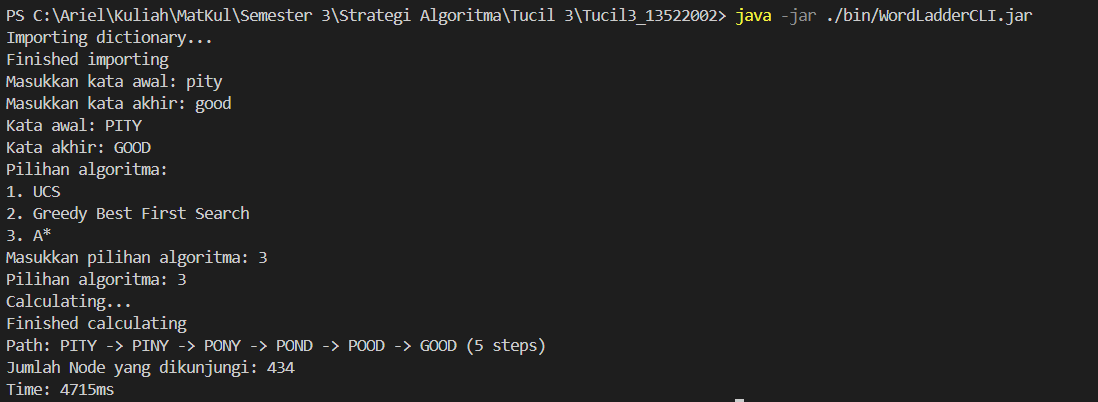 PS C:\Ariel\Kuliah\MatKul\Semester 3\Strategi Algoritma\Tucil 3\Tucil3_13522002> java -jar ./bin/WordLadderCLI.jar
Importing dictionary...
Finished importing
Masukkan kata awal: pity
Masukkan kata akhir: good
Kata awal: PITY
Kata akhir: GOOD
Pilihan algoritma:
1. UCS
2. Greedy Best First Search
3. A*
Masukkan pilihan algoritma: 3
Pilihan algoritma: 3
Calculating...
Finished calculating
Path: PITY -> PINY -> PONY -> POND -> POOD -> GOOD (5 steps)
Jumlah Node yang dikunjungi: 434
Time: 4715ms